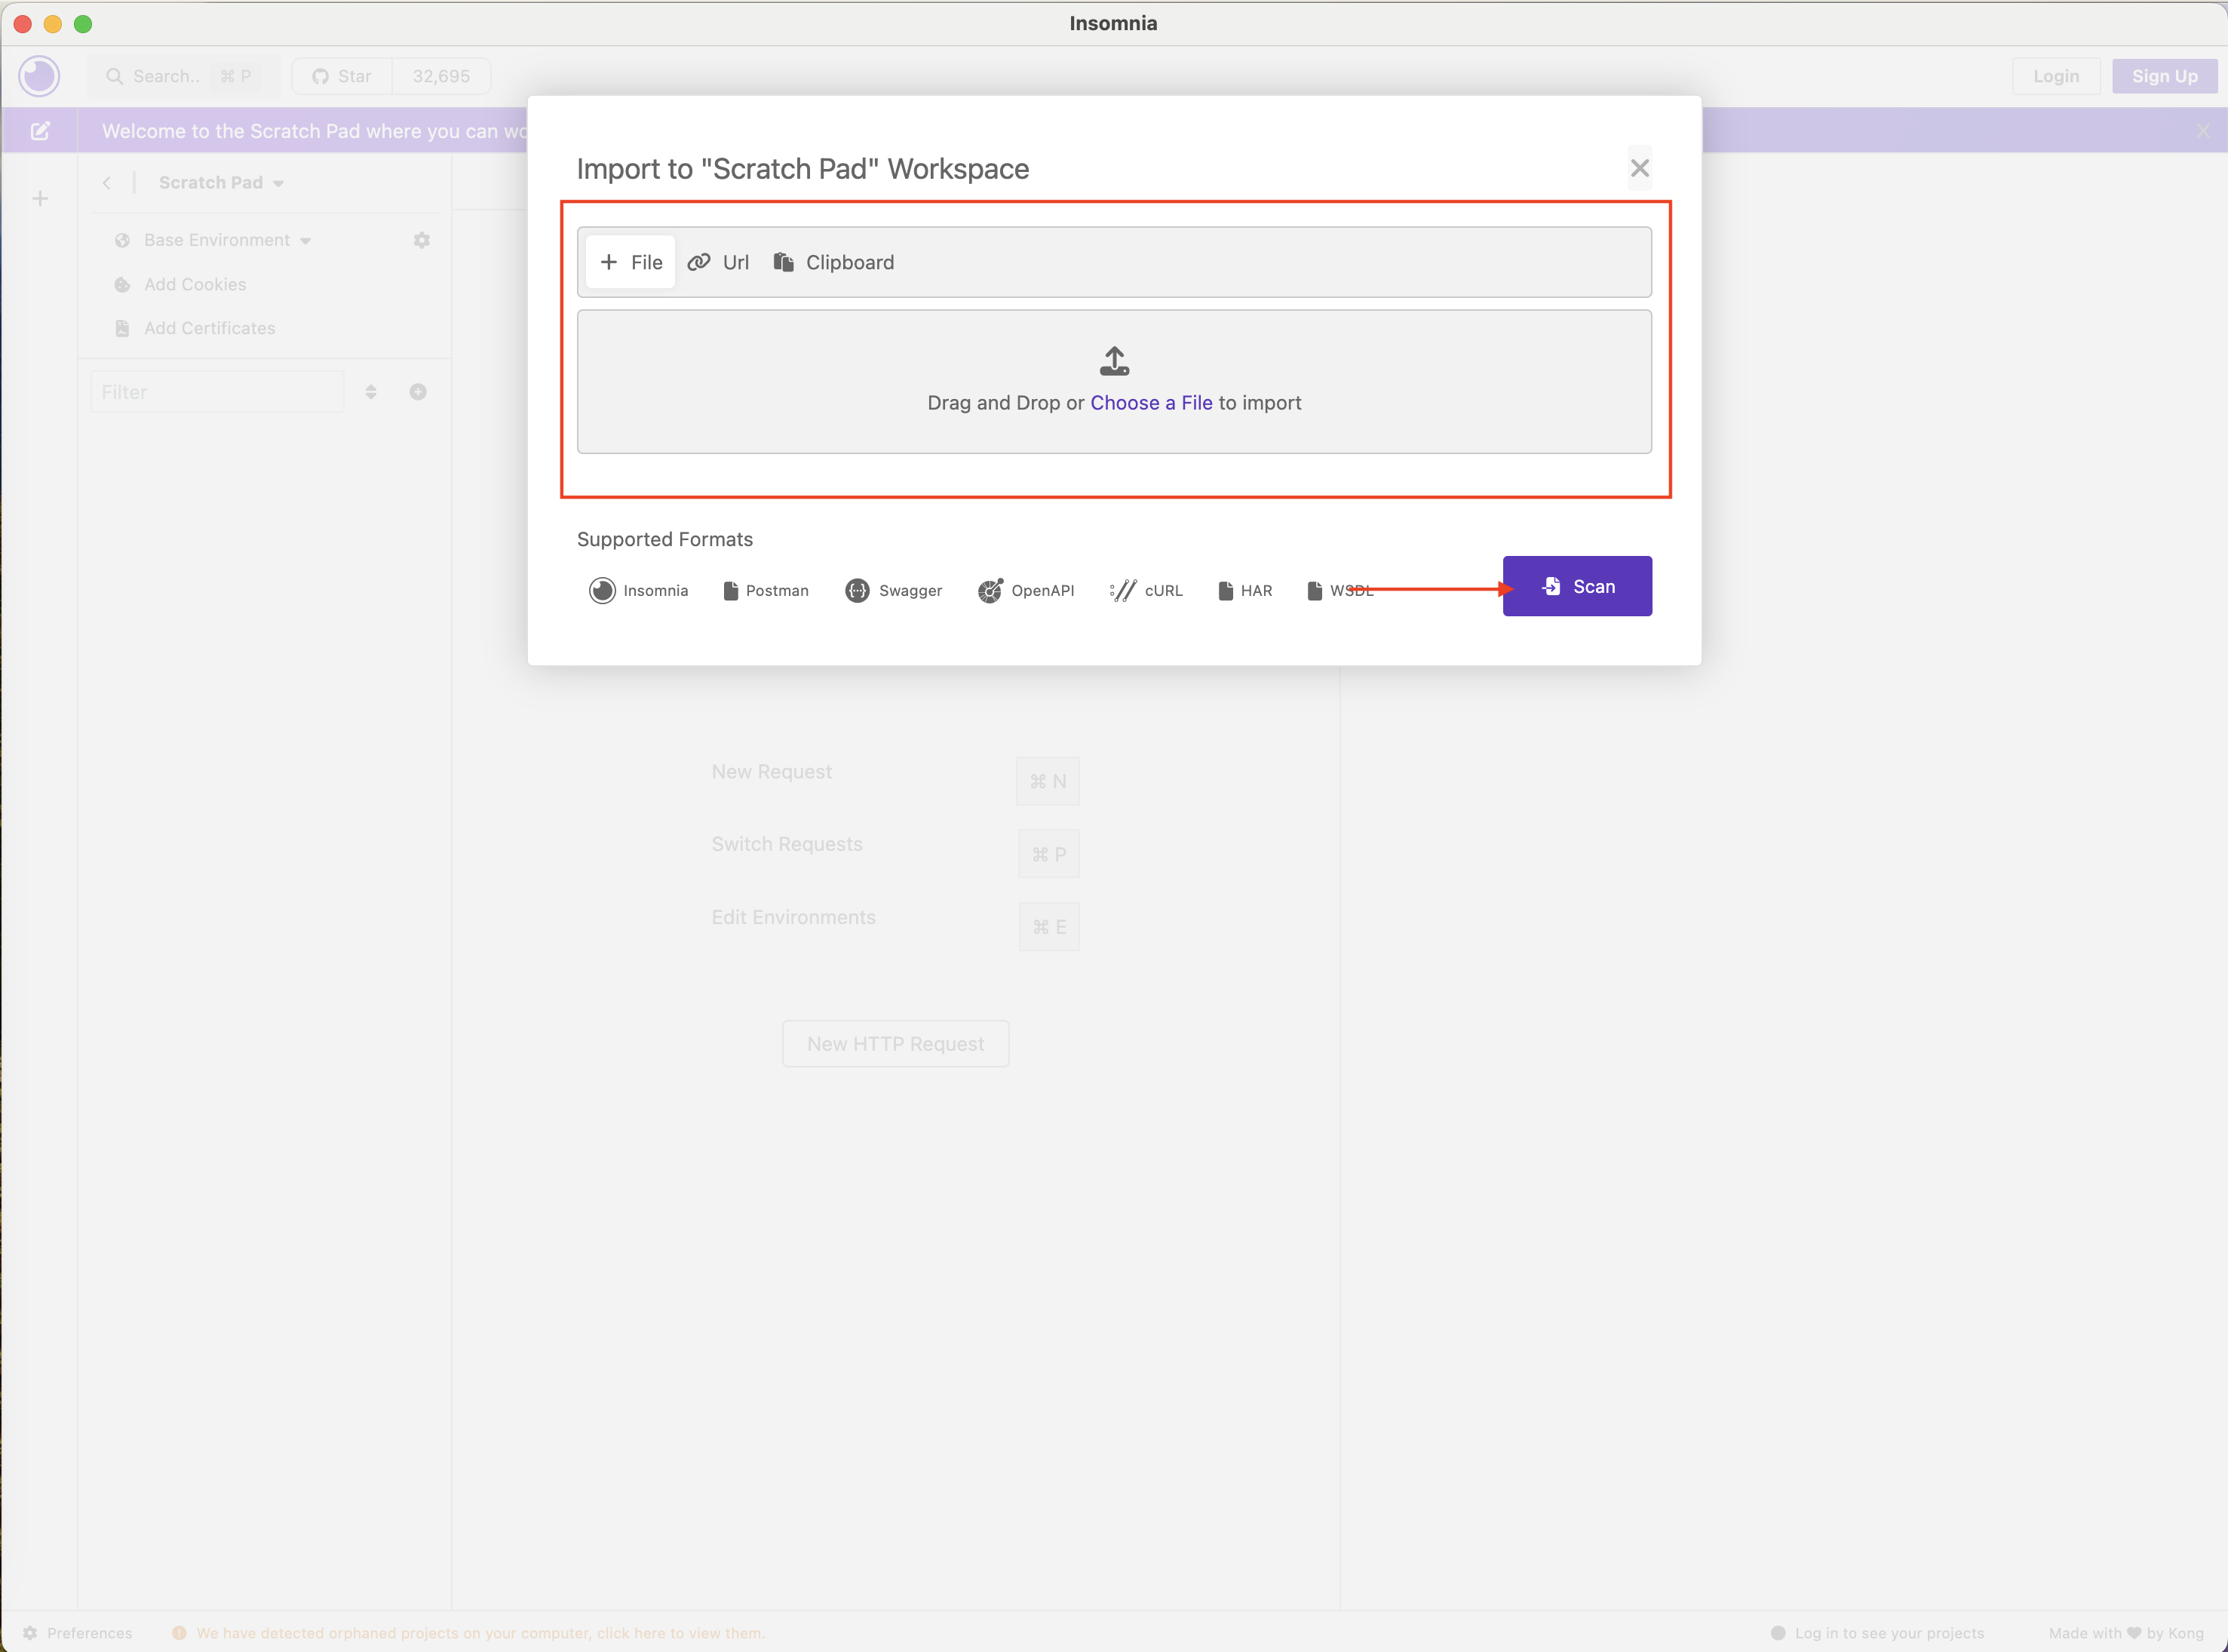 Insomnia
Search.. ⌘ P Star 32,695 Login Sign Up
Welcome to the Scratch Pad where you can
Scratch Pad
Base Environment
Add Cookies
Add Certificates
Filter
Import to "Scratch Pad" Workspace
File Url Clipboard
Drag and Drop or Choose a File to import
Supported Formats
Insomnia Postman Swagger OpenAPI cURL HAR WSDL
Scan
New Request ⌘ N
Switch Requests ⌘ P
Edit Environments ⌘ E
New HTTP Request
Preferences We have detected orphaned projects on your computer, click here to view them. Log in to see your projects Made with ♥ by Kong